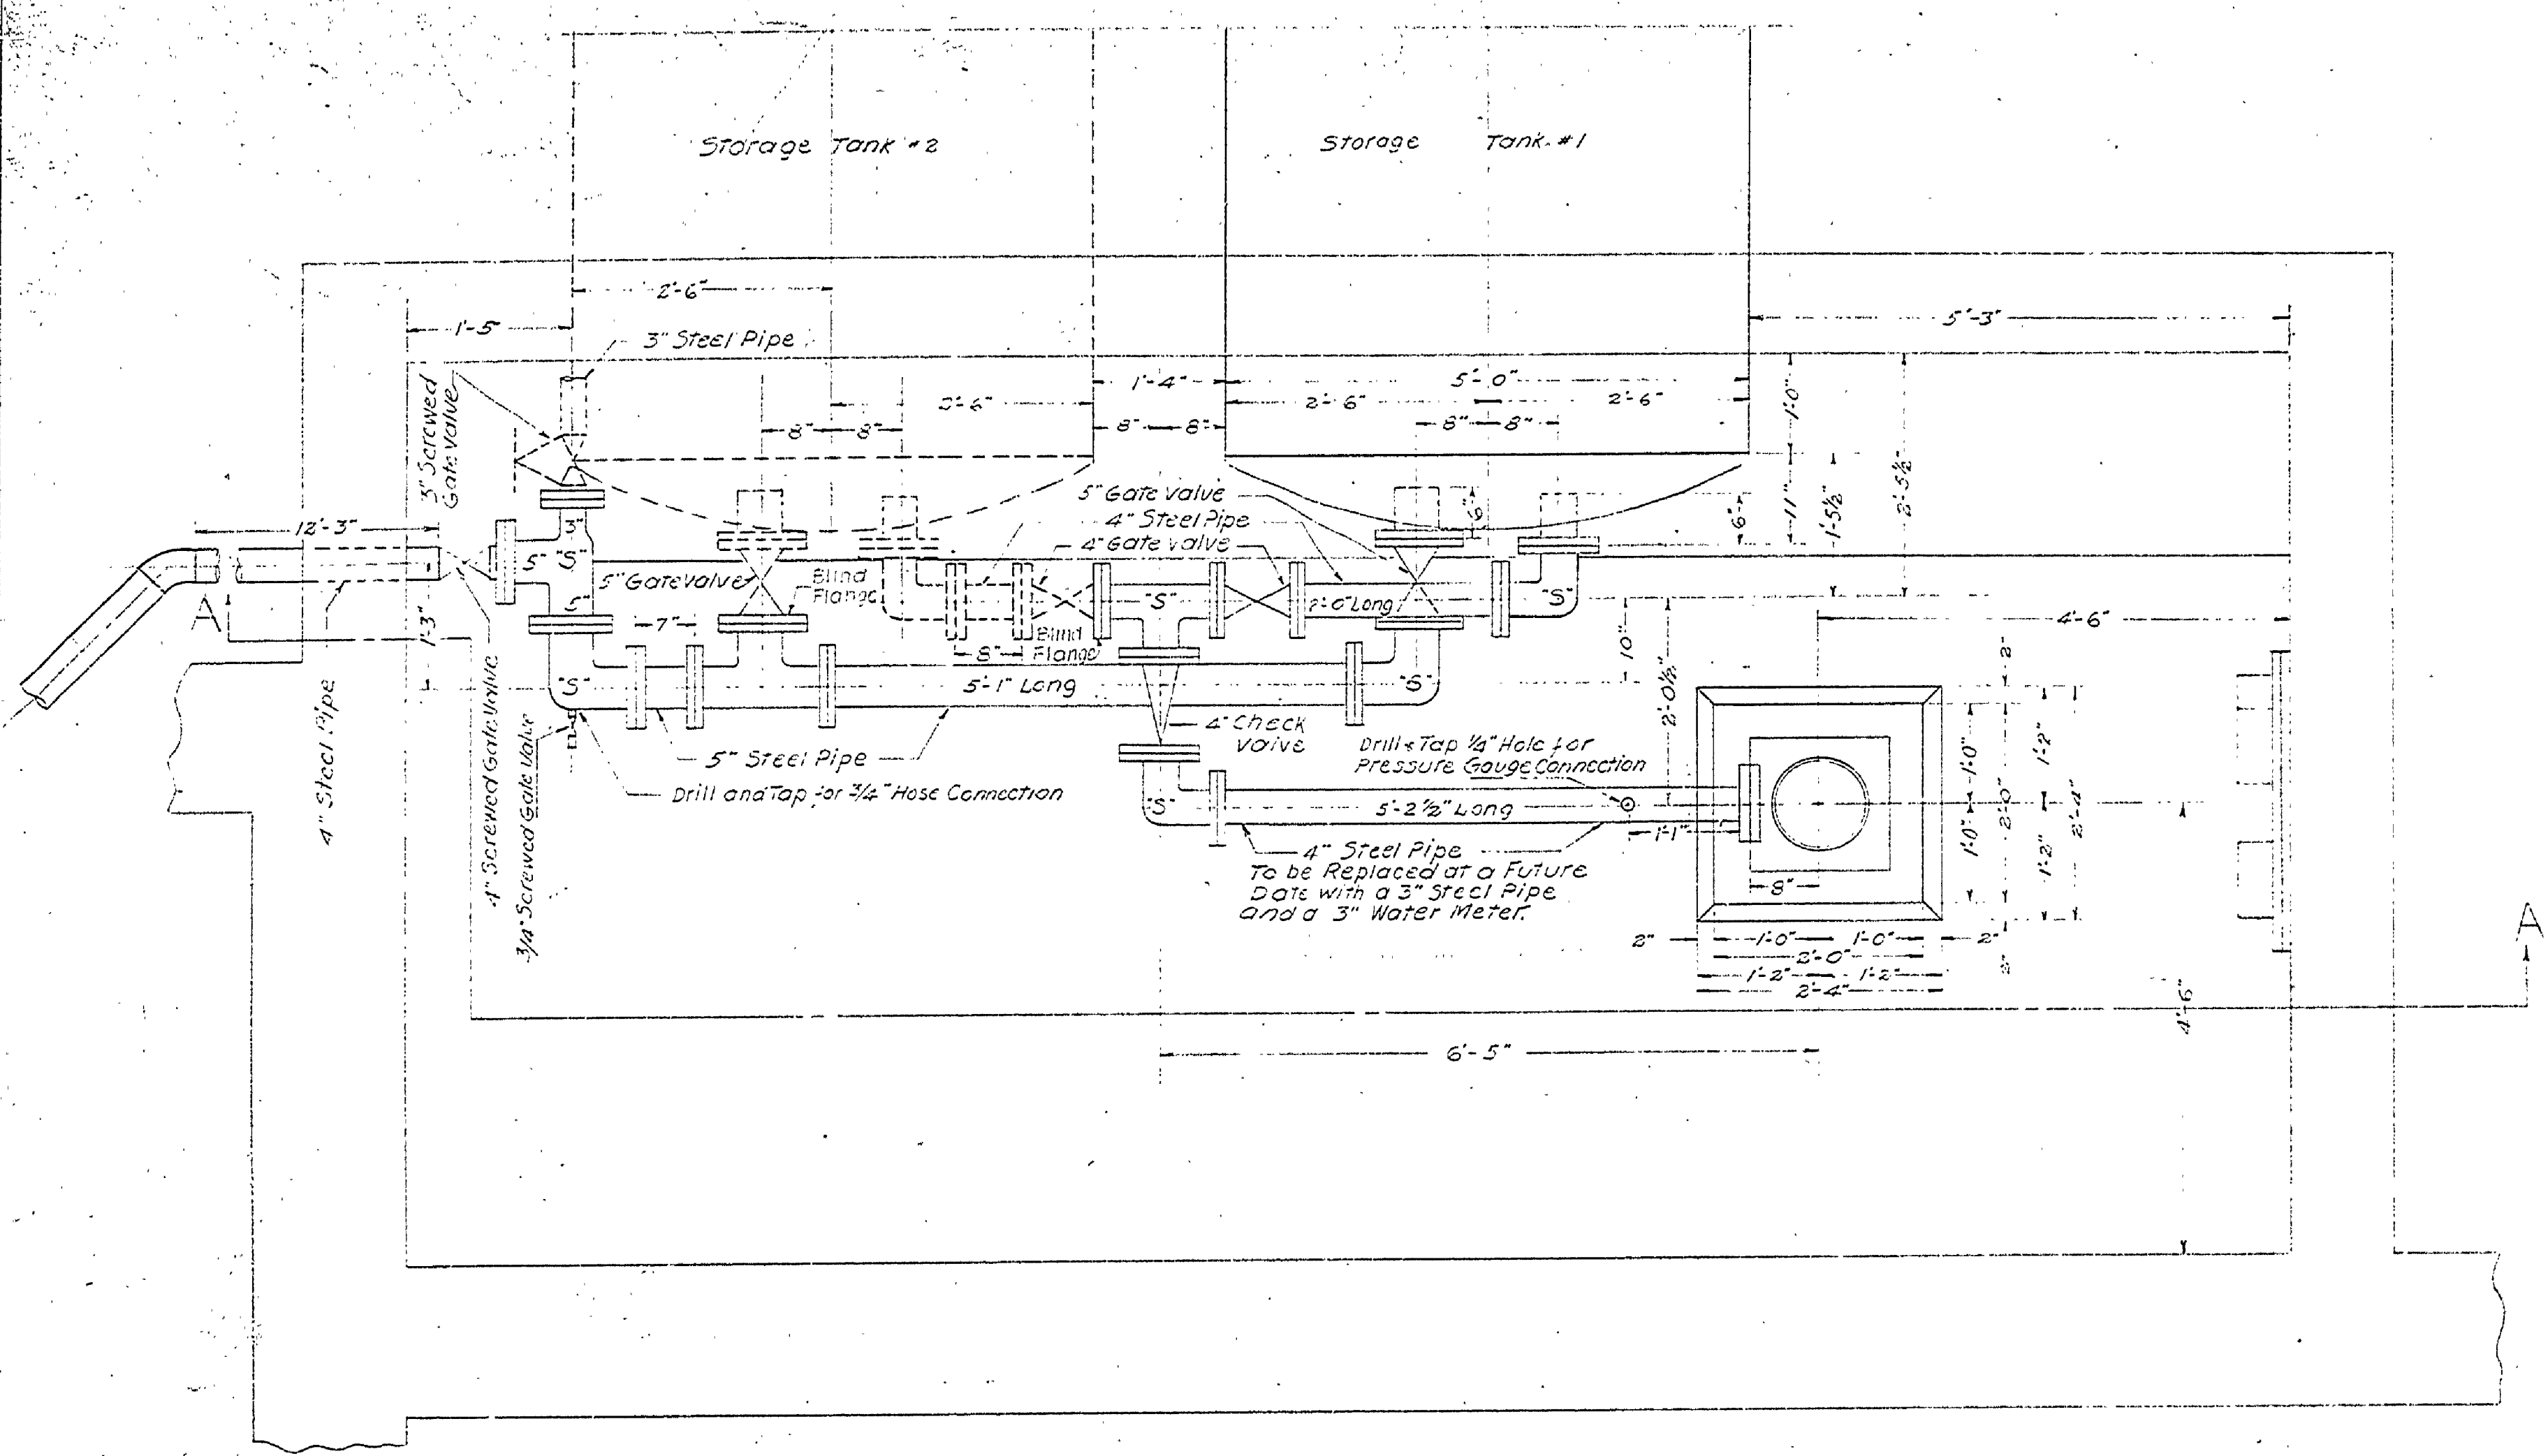 Storage Tank #2
Storage Tank #1
2'-6"
1'-5"
5'-3"
3" Steel Pipe
3" Screwed
Gate Valve
1'-4"
5'-0"
2'-6"
2'-6"
8"
8"
8"
8"
8"
8"
1'-0"
11"
1'-5½"
2'-5½"
6"
6"
5" Gate Valve
4" Steel Pipe
4" Gate Valve
12'-3"
3"
5"
"S"
5" Gate Valve
Blind
Flange
"S"
2'-0" Long
"S"
A
1'-3"
7"
8"
Blind
Flange
10"
2'-0½"
4'-6"
2"
"S"
5'-1" Long
"S"
4" Steel Pipe
4" Screwed Gate Valve
3/4" Screwed Gate Valve
5" Steel Pipe
Drill and Tap for 3/4" Hose Connection
4" Check
Valve
Drill & Tap ¼" Hole for
Pressure Gauge Connection
"S"
5'-2½" Long
1'-1"
4" Steel Pipe
To be Replaced at a Future
Date with a 3" Steel Pipe
and a 3" Water Meter.
8"
1'-0"
1'-0"
2'-0"
1'-2"
1'-2"
2'-4"
2"
1'-0"
1'-0"
2"
2'-0"
1'-2"
1'-2"
2'-4"
2"
A
4'-6"
6'-5"